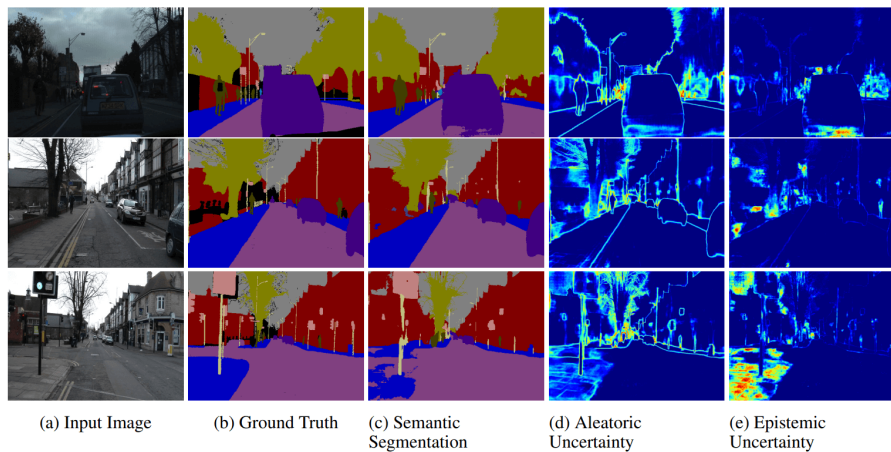 (a) Input Image
(b) Ground Truth
(c) Semantic
Segmentation
(d) Aleatoric
Uncertainty
(e) Epistemic
Uncertainty